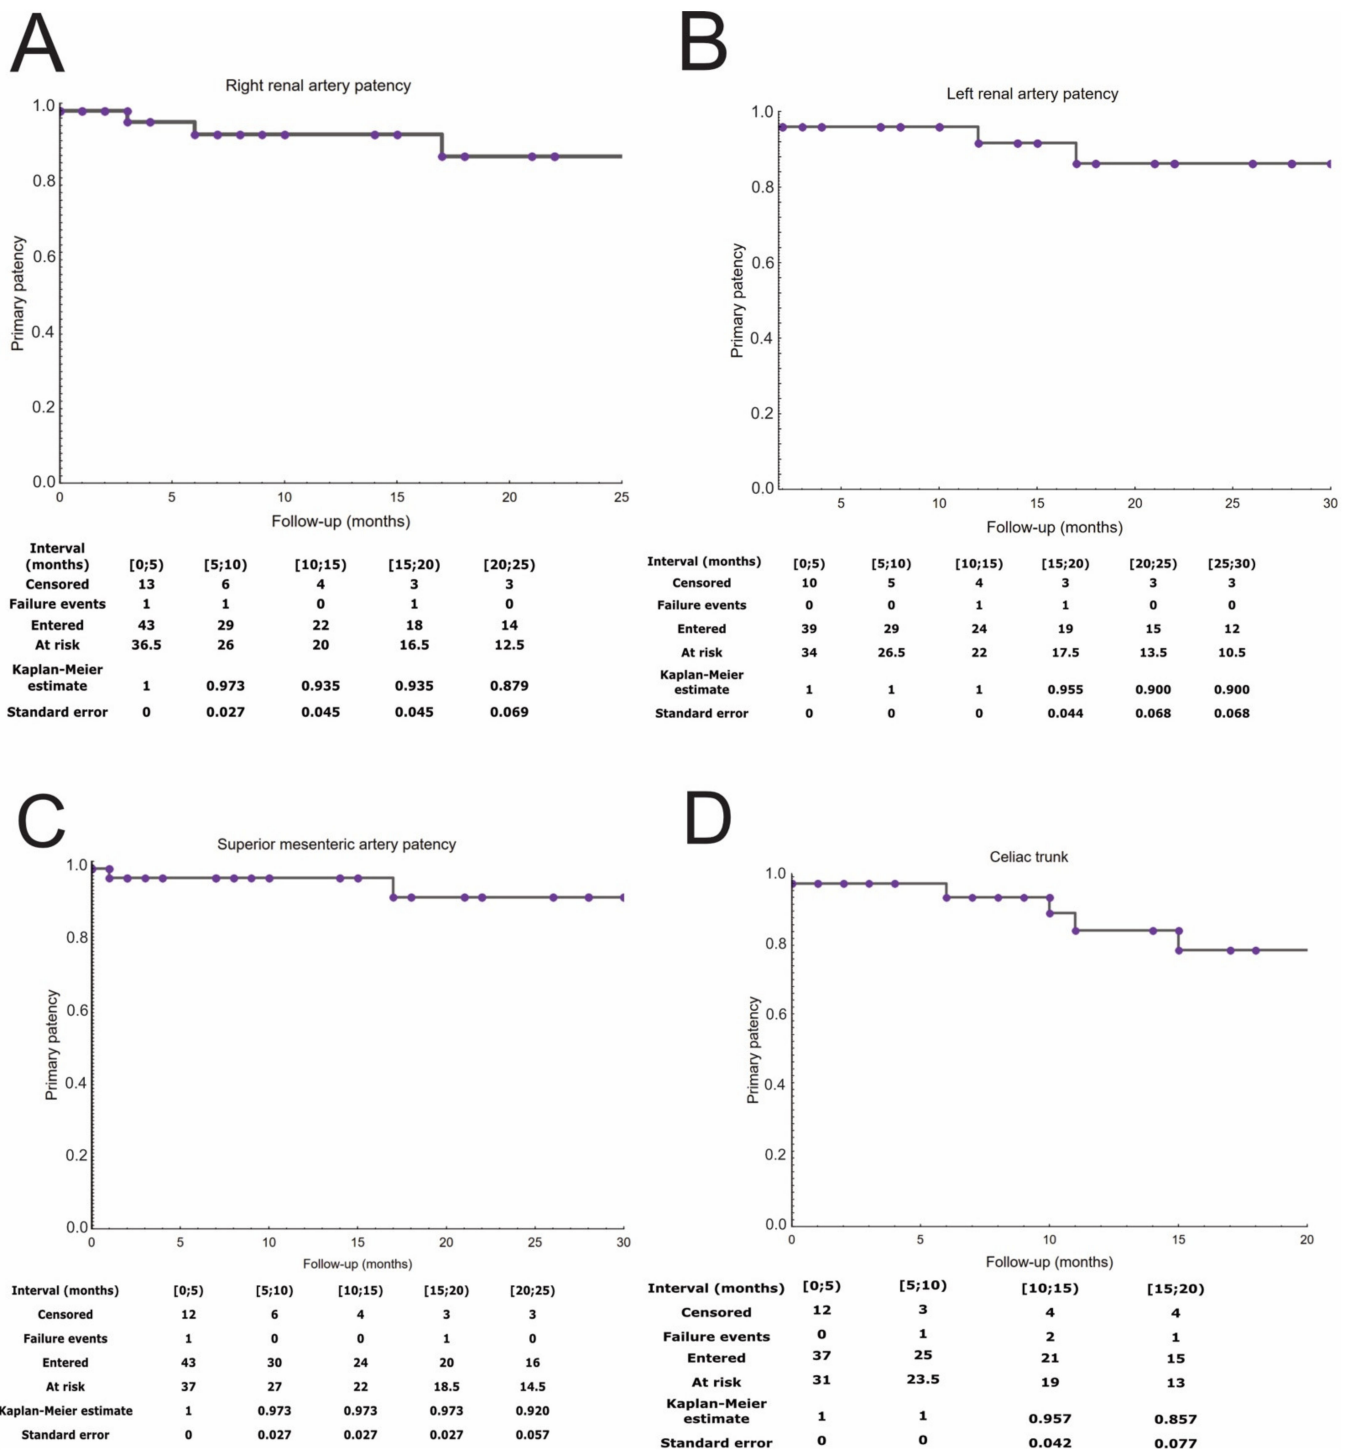 A
Right renal artery patency
1.0
0.8
0.6
0.4
0.2
0.0
Primary patency
0 5 10 15 20 25
Follow-up (months)
Interval
(months) [0;5) [5;10) [10;15) [15;20) [20;25)
Censored 13 6 4 3 3
Failure events 1 1 0 1 0
Entered 43 29 22 18 14
At risk 36.5 26 20 16.5 12.5
Kaplan-Meier
estimate 1 0.973 0.935 0.935 0.879
Standard error 0 0.027 0.045 0.045 0.069
B
Left renal artery patency
1.0
0.8
0.6
0.4
0.2
0.0
Primary patency
5 10 15 20 25 30
Follow-up (months)
Interval (months) [0;5) [5;10) [10;15) [15;20) [20;25) [25;30)
Censored 10 5 4 3 3 3
Failure events 0 0 1 1 0 0
Entered 39 29 24 19 15 12
At risk 34 26.5 22 17.5 13.5 10.5
Kaplan-Meier
estimate 1 1 1 0.955 0.900 0.900
Standard error 0 0 0 0.044 0.068 0.068
C
Superior mesenteric artery patency
1.0
0.8
0.6
0.4
0.2
0.0
Primary patency
0 5 10 15 20 25 30
Follow-up (months)
Interval (months) [0;5) [5;10) [10;15) [15;20) [20;25)
Censored 12 6 4 3 3
Failure events 1 0 0 1 0
Entered 43 30 24 20 16
At risk 37 27 22 18.5 14.5
Kaplan-Meier estimate 1 0.973 0.973 0.973 0.920
Standard error 0 0.027 0.027 0.027 0.057
D
Celiac trunk
1.0
0.8
0.6
0.4
0.2
0.0
Primary patency
0 5 10 15 20
Follow-up (months)
Interval (months) [0;5) [5;10) [10;15) [15;20)
Censored 12 3 4 4
Failure events 0 1 2 1
Entered 37 25 21 15
At risk 31 23.5 19 13
Kaplan-Meier
estimate 1 1 0.957 0.857
Standard error 0 0 0.042 0.077